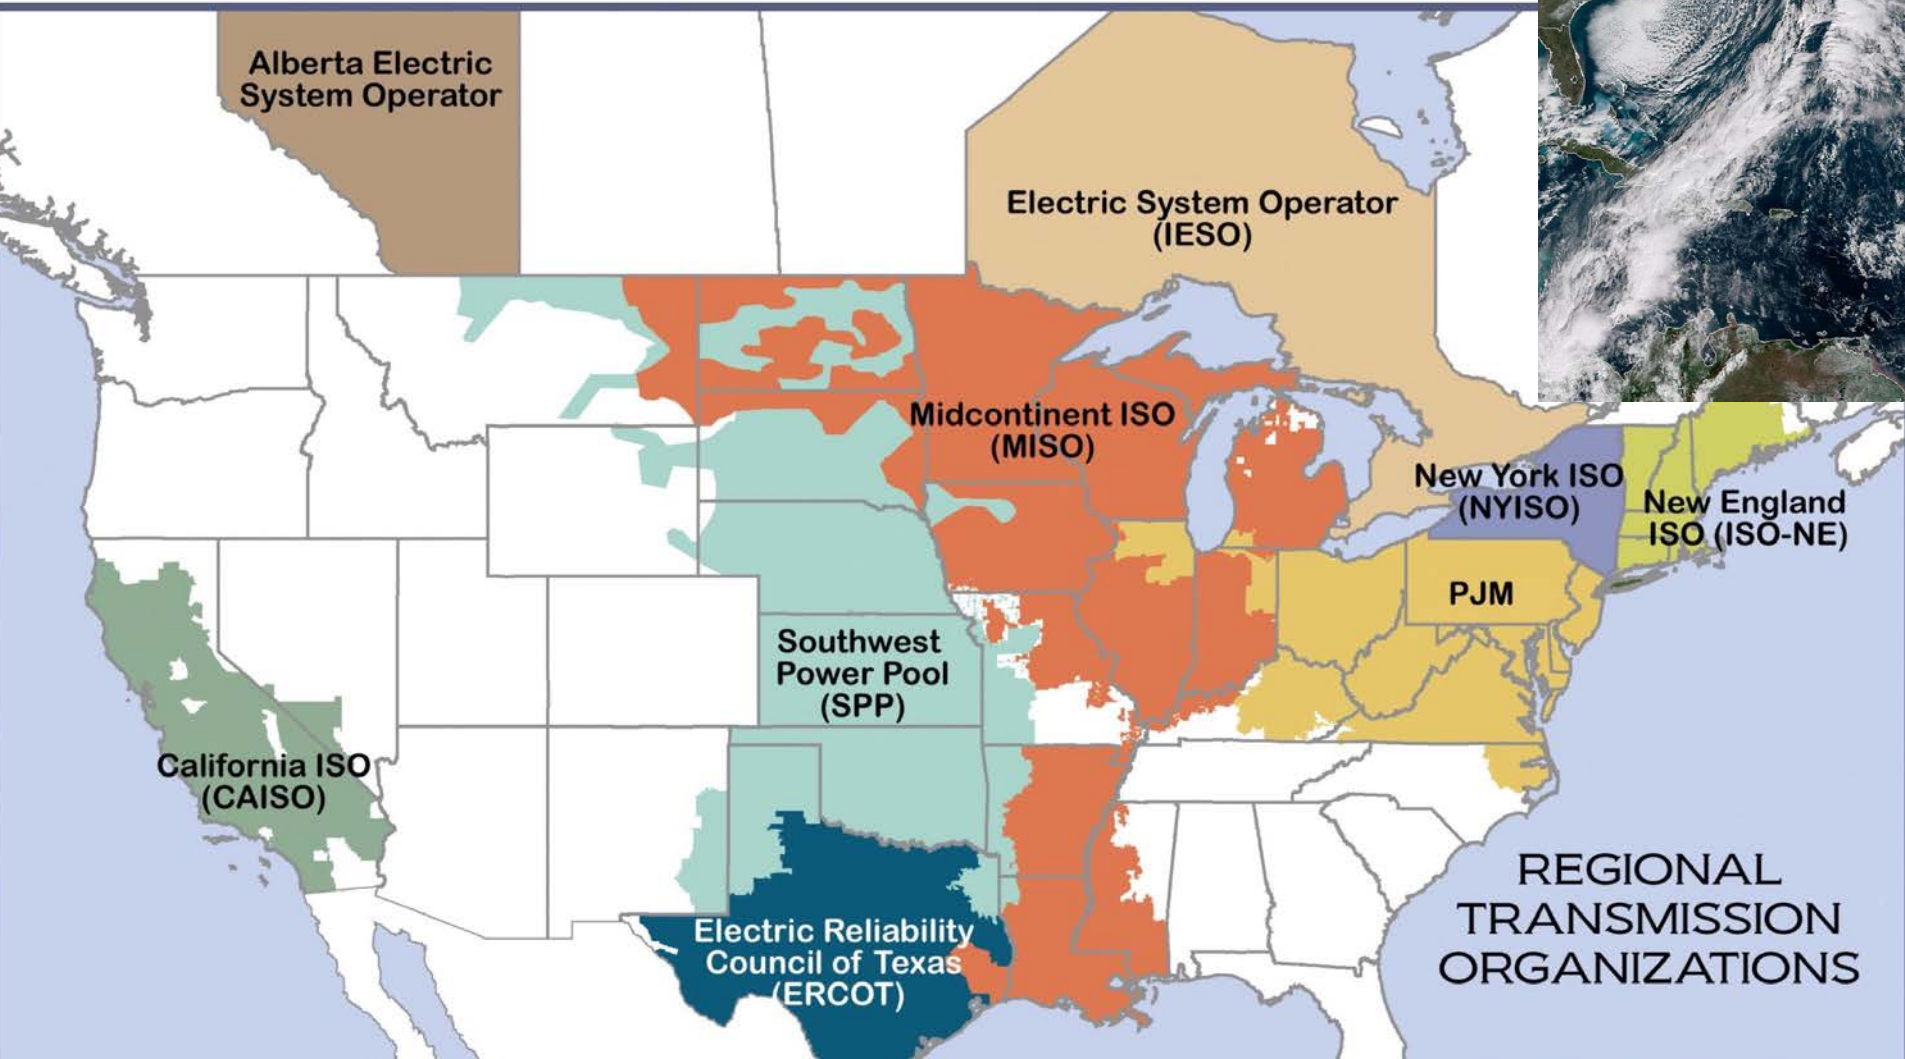 Alberta Electric
System Operator
Electric System Operator
(IESO)
Midcontinent ISO
(MISO)
New York ISO
(NYISO)
New England
ISO (ISO-NE)
PJM
Southwest
Power Pool
(SPP)
California ISO
(CAISO)
Electric Reliability
Council of Texas
(ERCOT)
REGIONAL
TRANSMISSION
ORGANIZATIONS